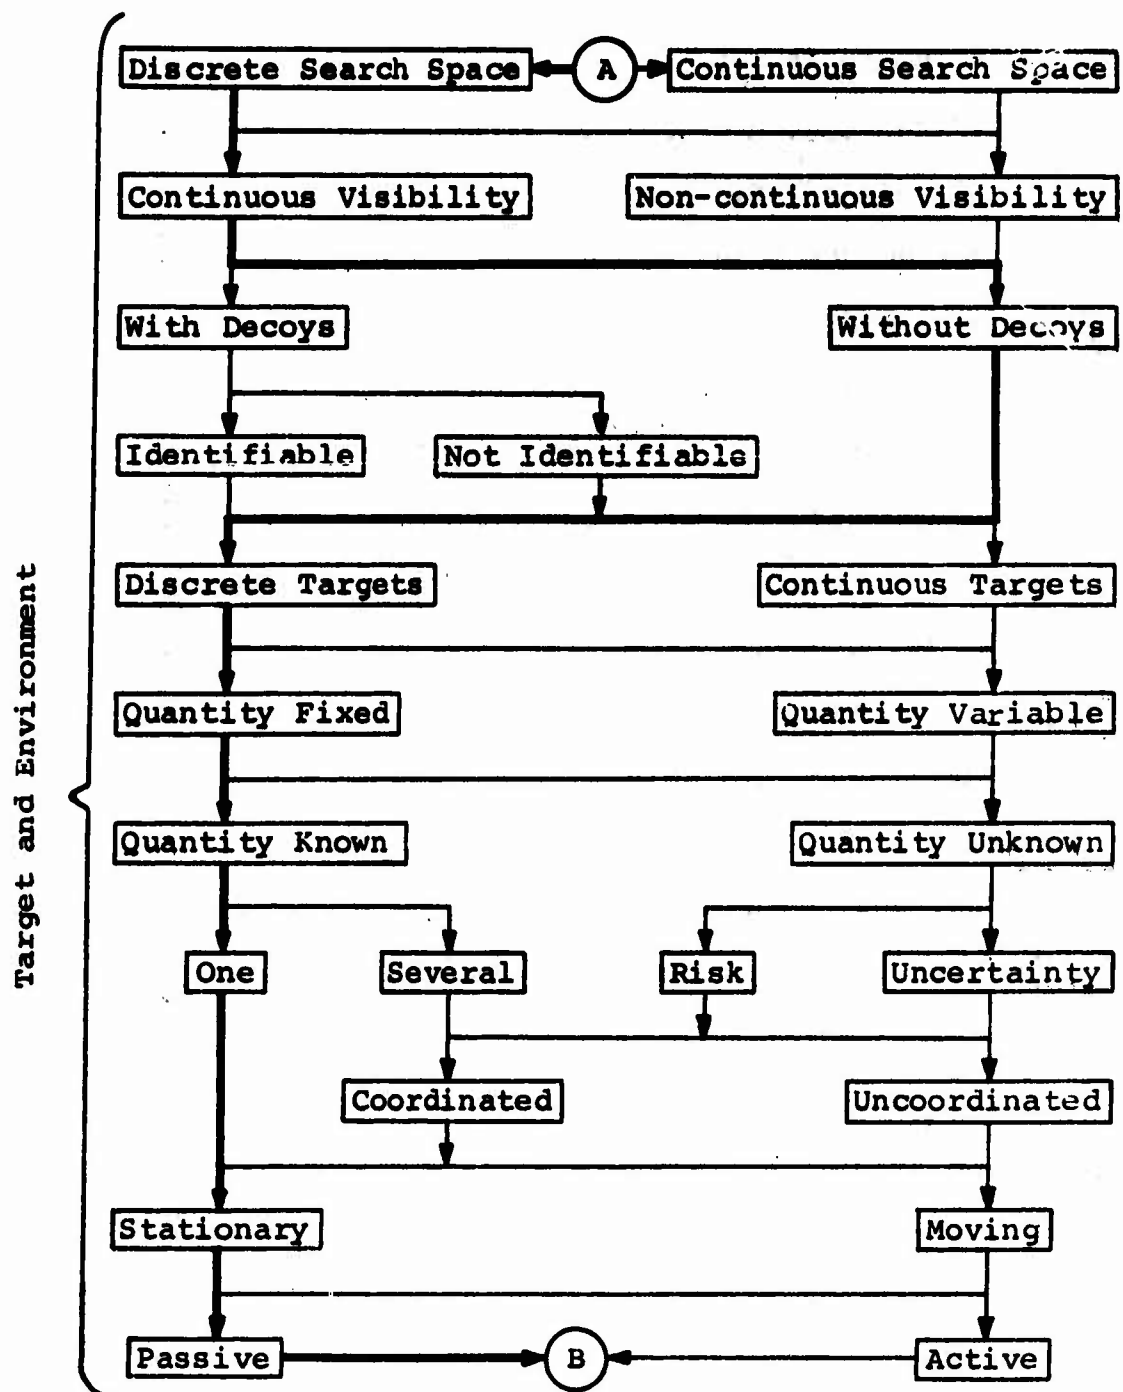 Discrete Search Space
A
Continuous Search Space
Continuous Visibility
Non-continuous Visibility
With Decoys
Without Decoys
Identifiable
Not Identifiable
Discrete Targets
Continuous Targets
Quantity Fixed
Quantity Variable
Quantity Known
Quantity Unknown
One
Several
Risk
Uncertainty
Coordinated
Uncoordinated
Stationary
Moving
Passive
B
Active
Target and Environment